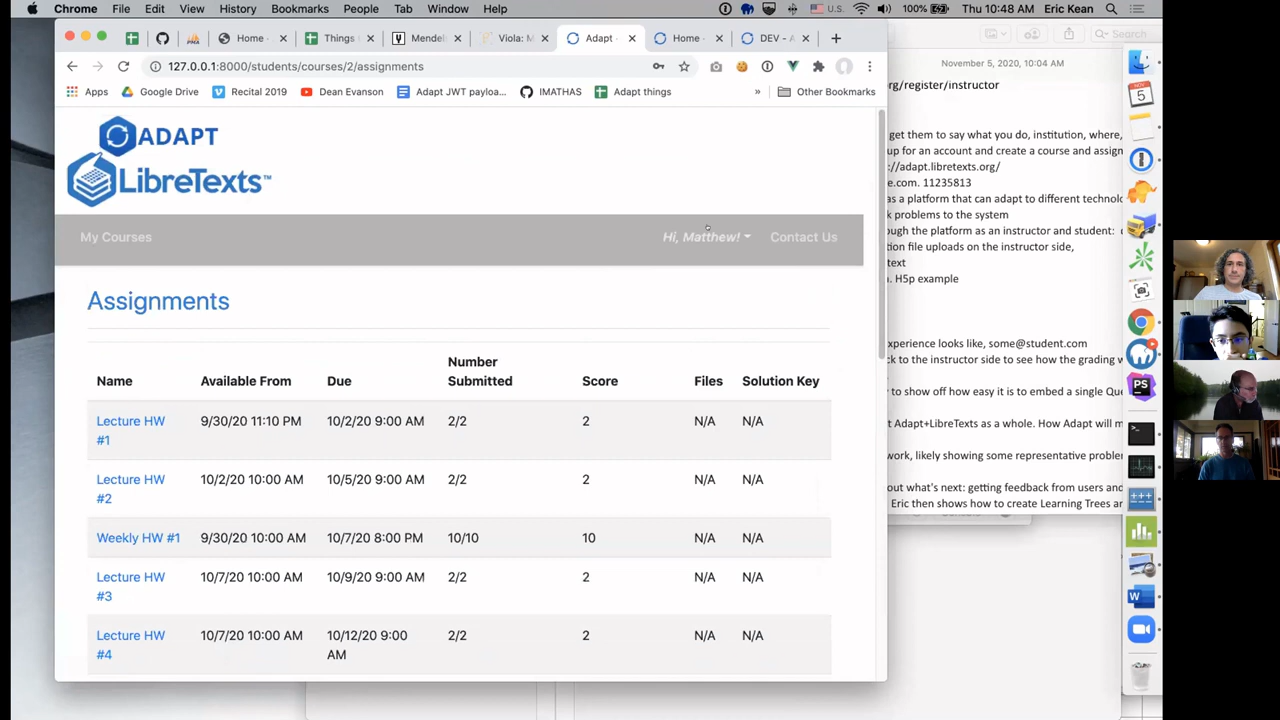 Chrome File Edit View History Bookmarks People Tab Window Help U.S. 100% Thu 10:48 AM Eric Kean
Home - Things Mende Viola: M Adapt - Home - DEV - A
127.0.0.1:8000/students/courses/2/assignments
Apps Google Drive Recital 2019 Dean Evanson Adapt JWT payloa... IMATHAS Adapt things » Other Bookmarks
ADAPT
LibreTexts™
My Courses Hi, Matthew! Contact Us
Assignments
Name Available From Due Number Submitted Score Files Solution Key
Lecture HW #1 9/30/20 11:10 PM 10/2/20 9:00 AM 2/2 2 N/A N/A
Lecture HW #2 10/2/20 10:00 AM 10/5/20 9:00 AM 2/2 2 N/A N/A
Weekly HW #1 9/30/20 10:00 AM 10/7/20 8:00 PM 10/10 10 N/A N/A
Lecture HW #3 10/7/20 10:00 AM 10/9/20 9:00 AM 2/2 2 N/A N/A
Lecture HW #4 10/7/20 10:00 AM 10/12/20 9:00 AM 2/2 2 N/A N/A
Search
November 5, 2020, 10:04 AM
rg/register/instructor
get them to say what you do, institution, where,
up for an account and create a course and assign
://adapt.libretexts.org/
e.com. 11235813
as a platform that can adapt to different technolo
k problems to the system
ough the platform as an instructor and student:
ion file uploads on the instructor side,
text
. H5p example
xperience looks like, some@student.com
ck to the instructor side to see how the grading w
y to show off how easy it is to embed a single Que
t Adapt+LibreTexts as a whole. How Adapt will m
work, likely showing some representative problem
out what's next: getting feedback from users and
Eric then shows how to create Learning Trees an
5
PS